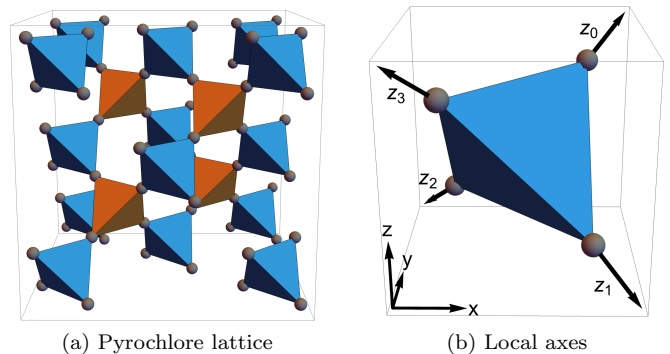 z₀
z₃
z₂
z
y
x
z₁
(a) Pyrochlore lattice
(b) Local axes